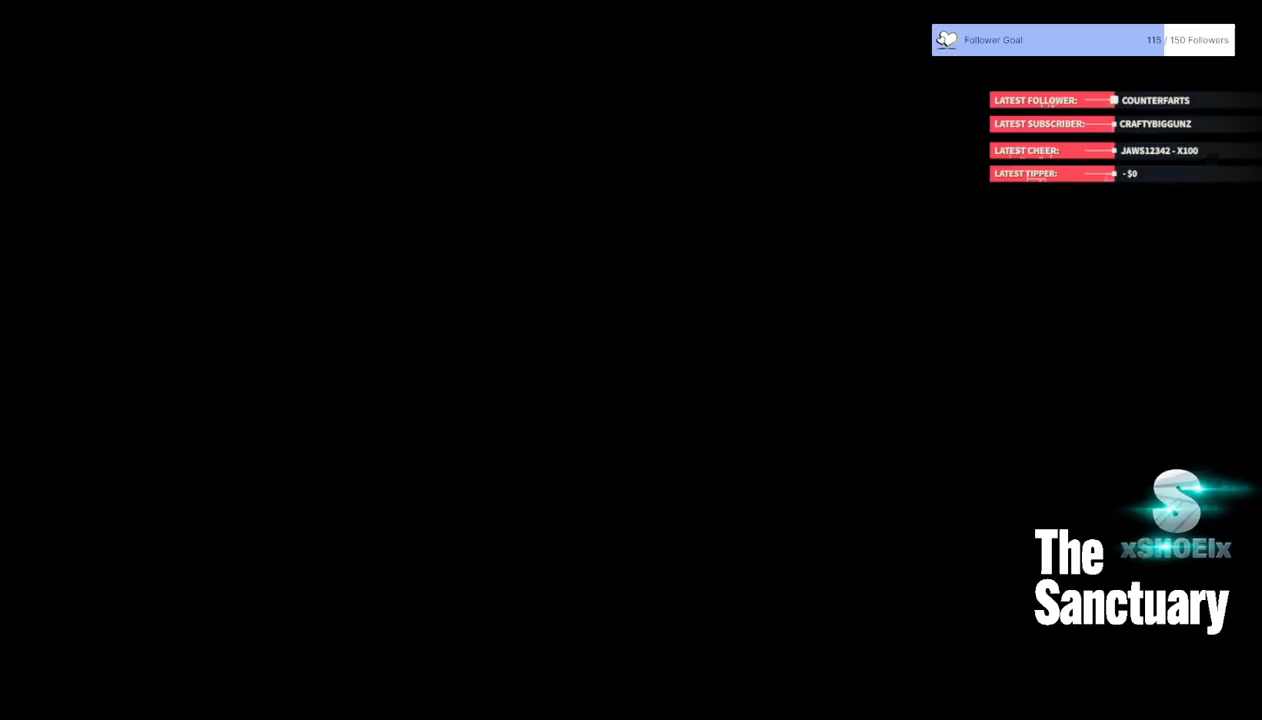 Follower Goal 115 / 150 Followers
LATEST FOLLOWER: COUNTERFARTS
LATEST SUBSCRIBER: CRAFTYBIGGUNZ
LATEST CHEER: JAWS12342 - X100
LATEST TIPPER: - $0
S
xSHOEIx
The
Sanctuary